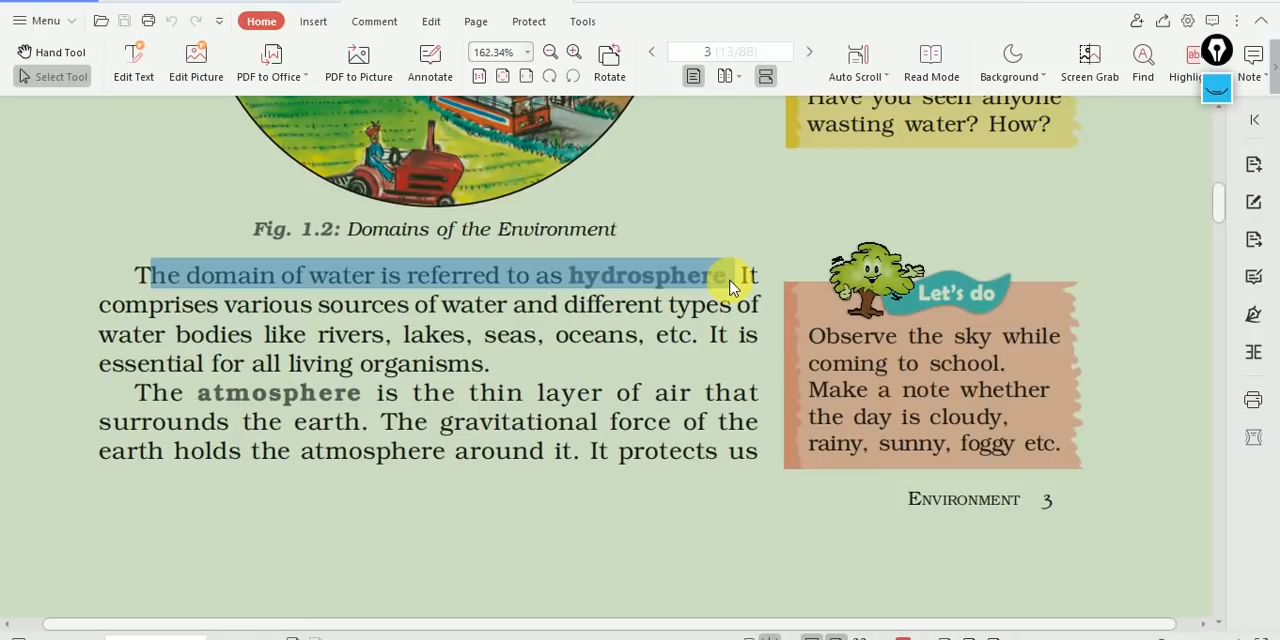 Menu Home Insert Comment Edit Page Protect Tools
Hand Tool
Select Tool
Edit Text Edit Picture PDF to Office PDF to Picture Annotate
162.34%
Rotate
3 (13/88)
Auto Scroll Read Mode Background Screen Grab Find Note
Have you seen anyone
wasting water? How?
Fig. 1.2: Domains of the Environment
The domain of water is referred to as hydrosphere. It
comprises various sources of water and different types of
water bodies like rivers, lakes, seas, oceans, etc. It is
essential for all living organisms.
The atmosphere is the thin layer of air that
surrounds the earth. The gravitational force of the
earth holds the atmosphere around it. It protects us
Let's do
Observe the sky while
coming to school.
Make a note whether
the day is cloudy,
rainy, sunny, foggy etc.
ENVIRONMENT 3